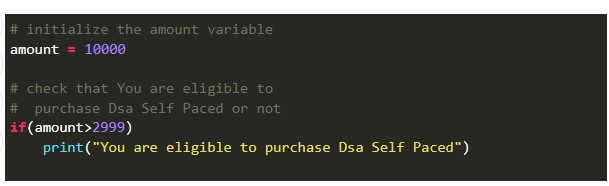 # initialize the amount variable
amount = 10000
# check that You are eligible to
#  purchase Dsa Self Paced or not
if(amount>2999)
    print("You are eligible to purchase Dsa Self Paced")